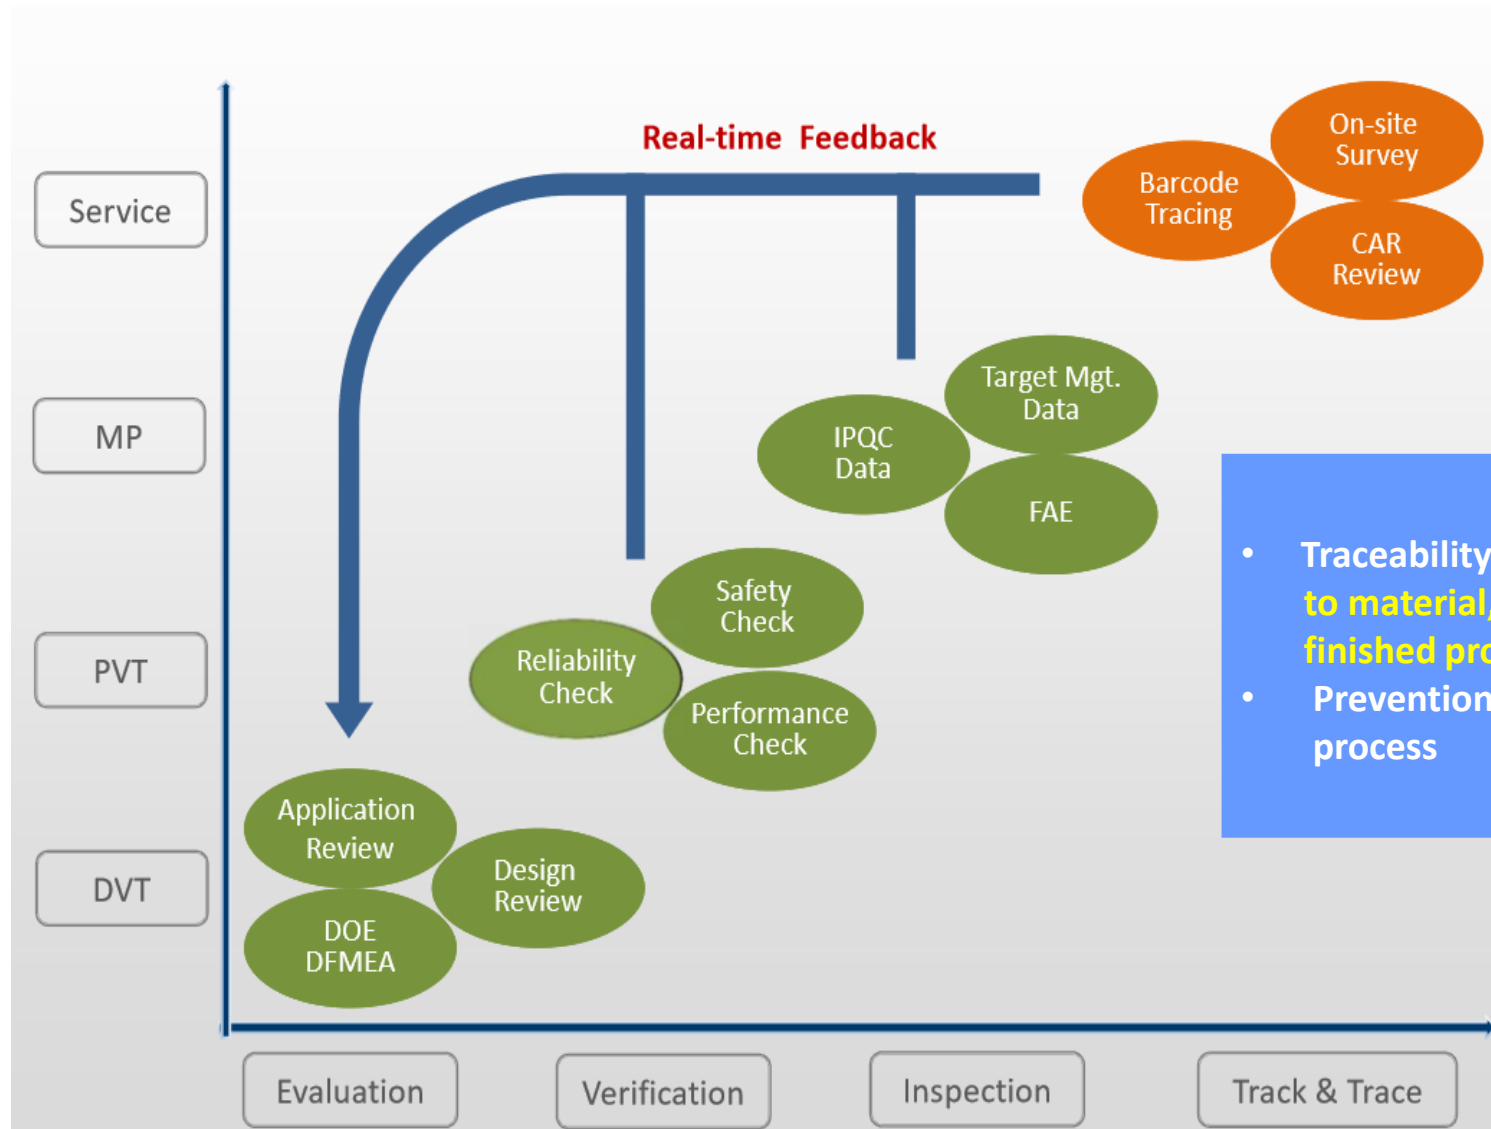 Real-time Feedback
On-site
Survey
Barcode
Tracing
CAR
Review
Service
Target Mgt.
Data
IPQC
Data
FAE
MP
• Traceability
to material,
finished
• Prevention
process
Safety
Check
Reliability
Check
Performance
Check
PVT
Application
Review
Design
Review
DOE
DFMEA
DVT
Evaluation
Verification
Inspection
Track & Trace